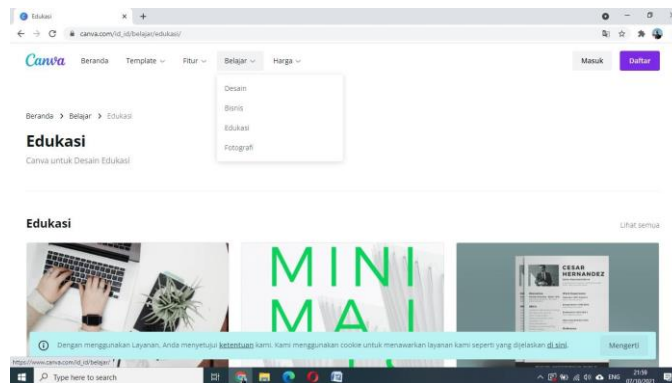 Edukasi
canva.com/id_id/belajar/edukasi/
Canva Beranda Template Fitur Belajar Harga Masuk Daftar
Desain
Bisnis
Edukasi
Fotografi
Beranda > Belajar > Edukasi
Edukasi
Canva untuk Desain Edukasi
Edukasi Lihat semua
MINI
MA
CESAR
HERNANDEZ
Dengan menggunakan Layanan, Anda menyetujui ketentuan kami. Kami menggunakan cookie untuk menawarkan layanan kami seperti yang dijelaskan di sini. Mengerti
https://www.canva.com/id_id/belajar/
Type here to search ENG 21:59
07/10/2021